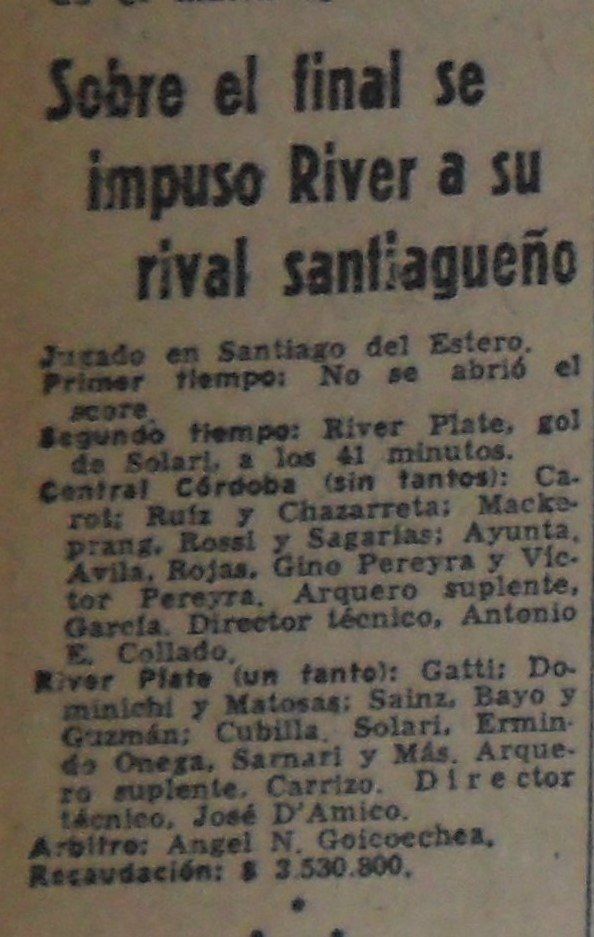 Sobre el final se
impuso River a su
rival santiagueño
Jugado en Santiago del Estero.
Primer tiempo: No se abrió el
score.
Segundo tiempo: River Plate, gol
de Solari, a los 41 minutos.
Central Córdoba (sin tantos): Ca-
rol; Ruíz y Chazarreta; Macke-
prang, Rossi y Sagarías; Ayunta,
Avila, Rojas, Gino Pereyra y Víc-
tor Pereyra. Arquero suplente,
García. Director técnico, Antonio
E. Collado.
River Plate (un tanto): Gatti; Do-
minichi y Matosas; Sainz, Bayo y
Guzmán; Cubilla, Solari, Ermin-
do Onega, Sarnari y Más. Arque-
ro suplente, Carrizo. Director
técnico, José D'Amico.
Arbitro: Angel N. Goicoechea.
Recaudación: $ 3.530.800.